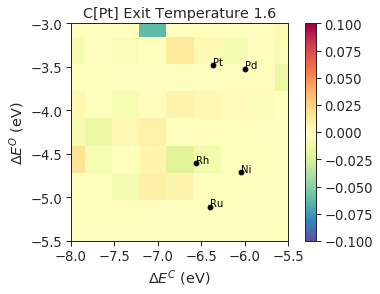 C[Pt] Exit Temperature 1.6
-3.0
-3.5
-4.0
-4.5
-5.0
-5.5
ΔE^O (eV)
-8.0 -7.5 -7.0 -6.5 -6.0 -5.5
ΔE^C (eV)
Pt
Pd
Rh
Ni
Ru
0.100
0.075
0.050
0.025
0.000
-0.025
-0.050
-0.075
-0.100